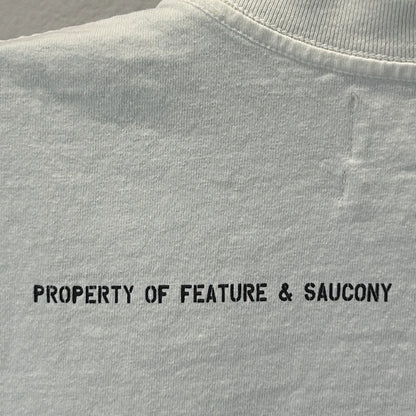 PROPERTY OF FEATURE & SAUCONY